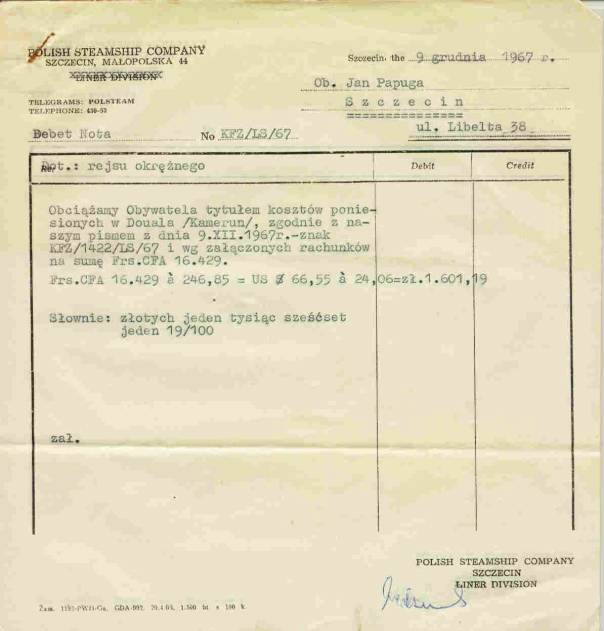 POLISH STEAMSHIP COMPANY
SZCZECIN, MAŁOPOLSKA 44
LINER DIVISION
TELEGRAMS: POLSTEAM
TELEPHONE: 430-52
Szczecin, the 9 grudnia 1967 r.
Ob. Jan Papuga
S z c z e c i n
===============
ul. Libelta 38
Debet Nota No KFZ/LS/67
Dot.: rejsu okrężnego Debit Credit
Obciążamy Obywatela tytułem kosztów ponie-
sionych w Douala /Kamerun/, zgodnie z na-
szym pismem z dnia 9.XII.1967r.-znak
KFZ/1422/LS/67 i wg załączonych rachunków
na sumę Frs.CFA 16.429.
Frs.CFA 16.429 à 246,85 = US $ 66,55 à 24,06=zł.1.601,19
Słownie: złotych jeden tysiąc sześćset
jeden 19/100
zał.
POLISH STEAMSHIP COMPANY
SZCZECIN
LINER DIVISION